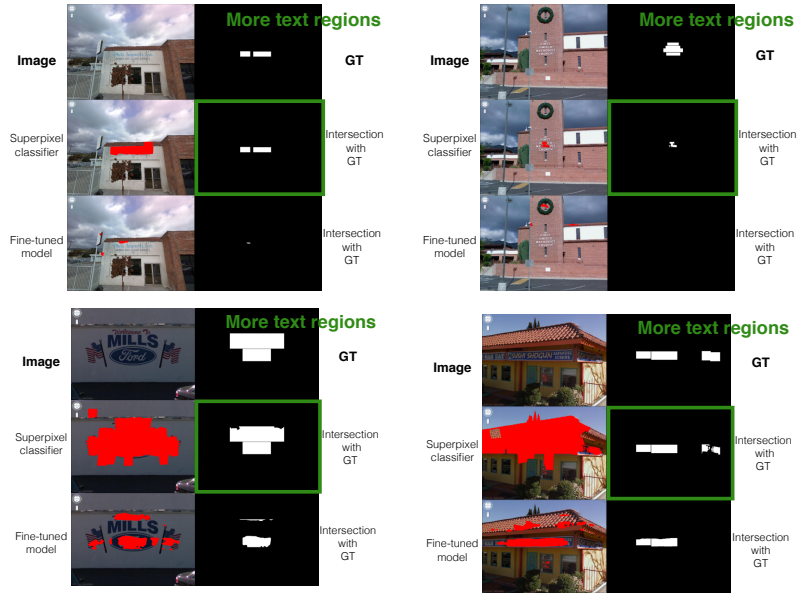 More text regions
Image
GT
Superpixel
classifier
Intersection
with
GT
Fine-tuned
model
Intersection
with
GT
More text regions
Image
GT
Superpixel
classifier
Intersection
with
GT
Fine-tuned
model
Intersection
with
GT
More text regions
Image
MILLS
Ford
GT
Superpixel
classifier
Intersection
with
GT
Fine-tuned
model
MILLS
Intersection
with
GT
More text regions
Image
SUSHI SHOGUN
GT
Superpixel
classifier
Intersection
with
GT
Fine-tuned
model
Intersection
with
GT